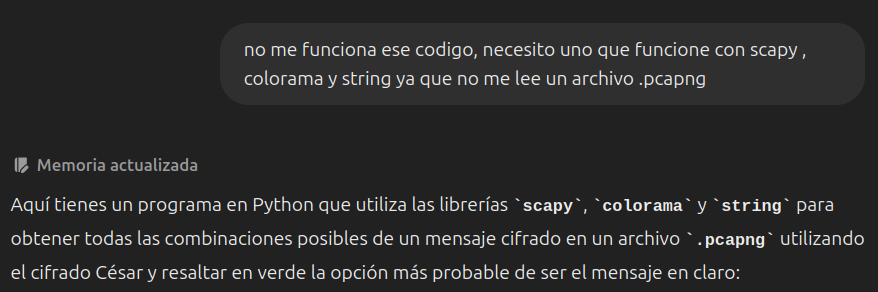 no me funciona ese codigo, necesito uno que funcione con scapy ,
colorama y string ya que no me lee un archivo .pcapng
Memoria actualizada
Aquí tienes un programa en Python que utiliza las librerías `scapy`, `colorama` y `string` para
obtener todas las combinaciones posibles de un mensaje cifrado en un archivo `.pcapng` utilizando
el cifrado César y resaltar en verde la opción más probable de ser el mensaje en claro: